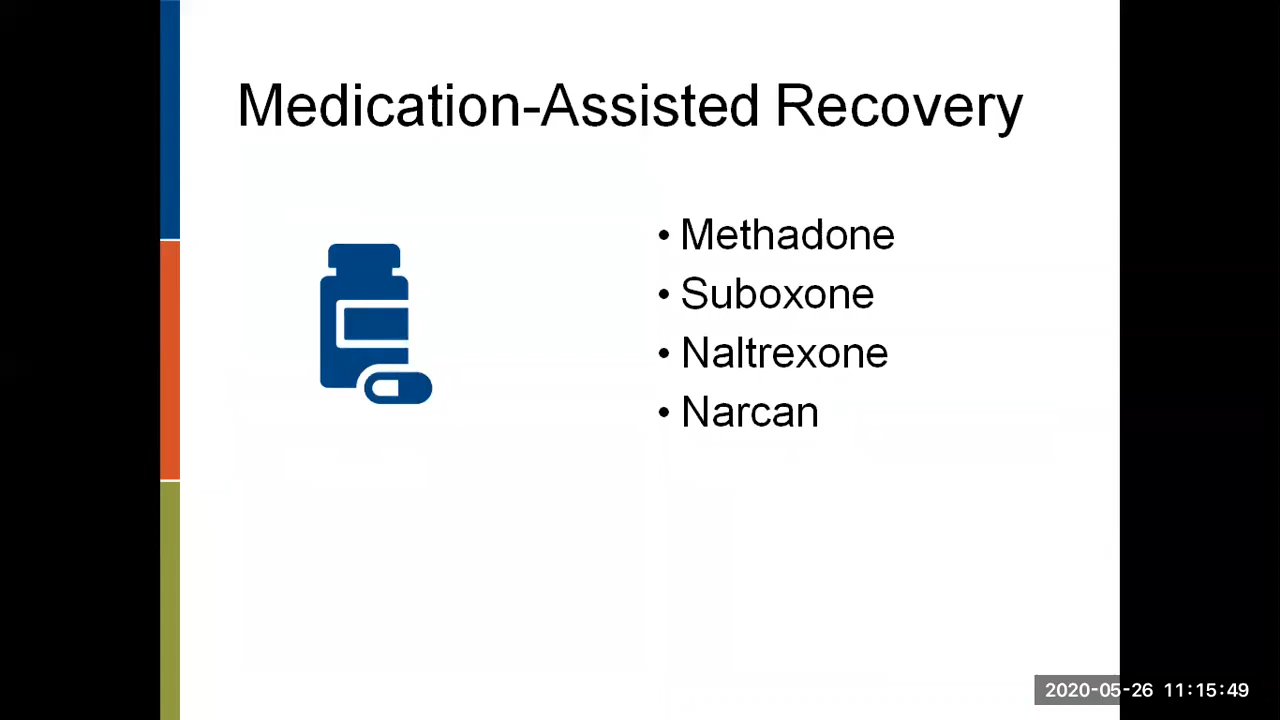 Medication-Assisted Recovery
• Methadone
• Suboxone
• Naltrexone
• Narcan
2020-05-26 11:15:49